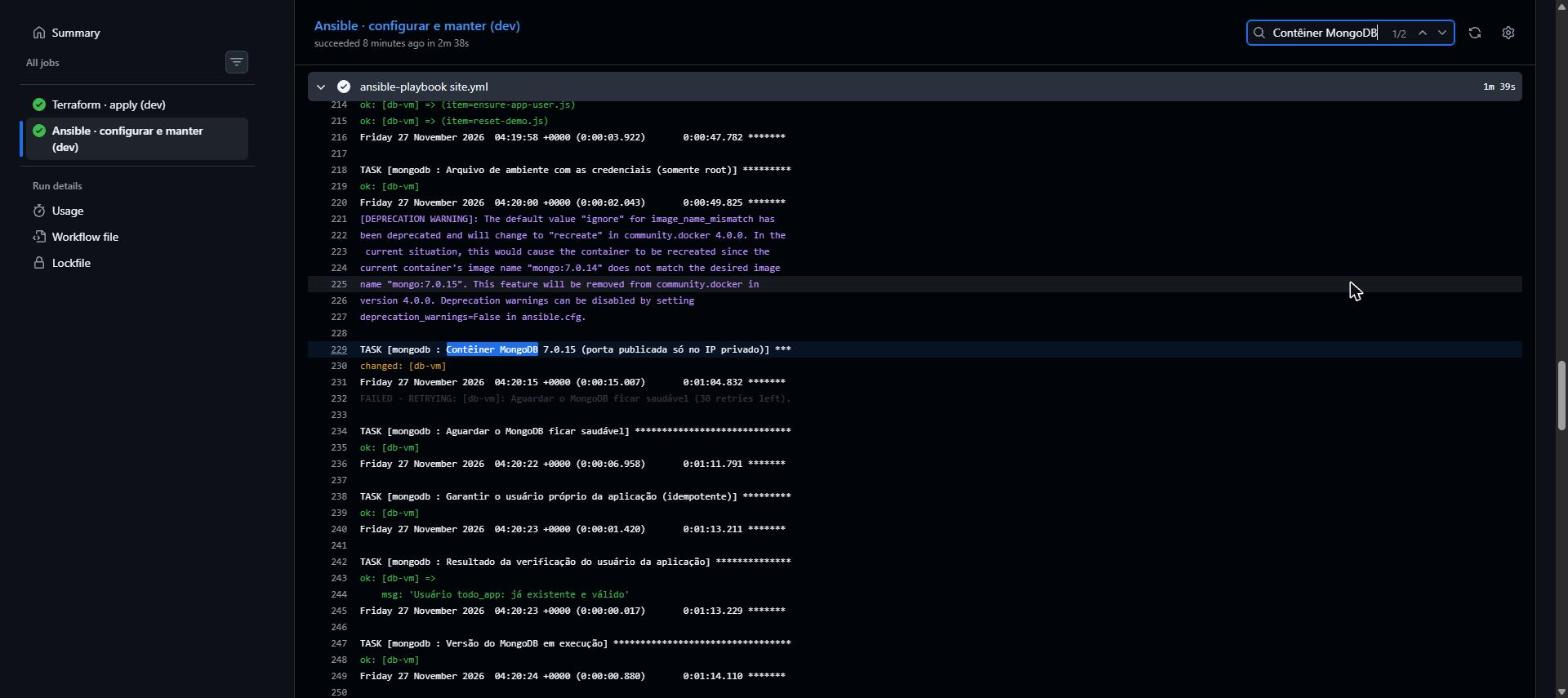 Summary
All jobs
Terraform · apply (dev)
Ansible · configurar e manter
(dev)
Run details
Usage
Workflow file
Lockfile
Ansible · configurar e manter (dev)
succeeded 8 minutes ago in 2m 38s
Contêiner MongoDB 1/2
ansible-playbook site.yml 1m 39s
214 ok: [db-vm] => (item=ensure-app-user.js)
215 ok: [db-vm] => (item=reset-demo.js)
216 Friday 27 November 2026 04:19:58 +0000 (0:00:03.922) 0:00:47.782 *******
217
218 TASK [mongodb : Arquivo de ambiente com as credenciais (somente root)] *********
219 ok: [db-vm]
220 Friday 27 November 2026 04:20:00 +0000 (0:00:02.043) 0:00:49.825 *******
221 [DEPRECATION WARNING]: The default value "ignore" for image_name_mismatch has
222 been deprecated and will change to "recreate" in community.docker 4.0.0. In the
223 current situation, this would cause the container to be recreated since the
224 current container's image name "mongo:7.0.14" does not match the desired image
225 name "mongo:7.0.15". This feature will be removed from community.docker in
226 version 4.0.0. Deprecation warnings can be disabled by setting
227 deprecation_warnings=False in ansible.cfg.
228
229 TASK [mongodb : Contêiner MongoDB 7.0.15 (porta publicada só no IP privado)] ***
230 changed: [db-vm]
231 Friday 27 November 2026 04:20:15 +0000 (0:00:15.007) 0:01:04.832 *******
232 FAILED - RETRYING: [db-vm]: Aguardar o MongoDB ficar saudável (30 retries left).
233
234 TASK [mongodb : Aguardar o MongoDB ficar saudável] *****************************
235 ok: [db-vm]
236 Friday 27 November 2026 04:20:22 +0000 (0:00:06.958) 0:01:11.791 *******
237
238 TASK [mongodb : Garantir o usuário próprio da aplicação (idempotente)] *********
239 ok: [db-vm]
240 Friday 27 November 2026 04:20:23 +0000 (0:00:01.420) 0:01:13.211 *******
241
242 TASK [mongodb : Resultado da verificação do usuário da aplicação] **************
243 ok: [db-vm] =>
244 msg: 'Usuário todo_app: já existente e válido'
245 Friday 27 November 2026 04:20:23 +0000 (0:00:00.017) 0:01:13.229 *******
246
247 TASK [mongodb : Versão do MongoDB em execução] *********************************
248 ok: [db-vm]
249 Friday 27 November 2026 04:20:24 +0000 (0:00:00.880) 0:01:14.110 *******
250